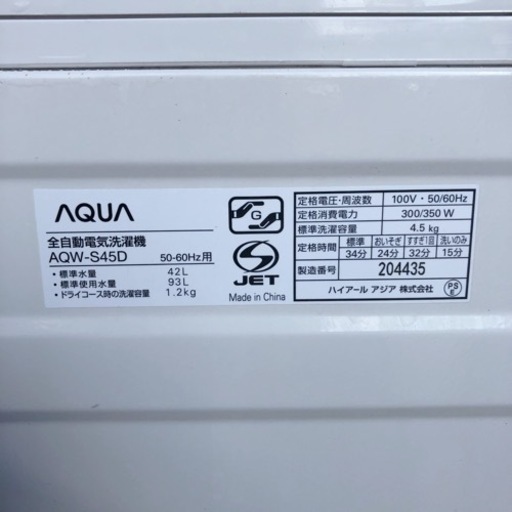 AQUA
全自動電気洗濯機
AQW-S45D 50-60Hz用
・標準水量 42L
・標準使用水量 93L
・ドライコース時の洗濯容量 1.2kg
G
S
JET
Made in China
定格電圧・周波数 100V・50/60Hz
定格消費電力 300/350 W
標準洗濯容量 4.5 kg
定格時間 標準 おいそぎ すすぎ1回 洗いのみ
34分 24分 32分 15分
製造番号 204435
ハイアール アジア 株式会社
PS
E